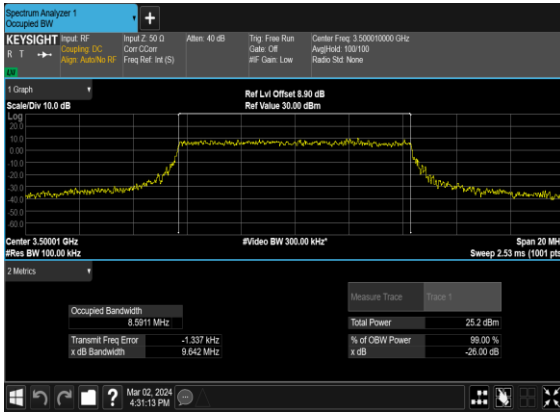 Spectrum Analyzer 1
Occupied BW
KEYSIGHT Input: RF Input Z: 50 Ω Atten: 40 dB Trig: Free Run Center Freq: 3.500010000 GHz
R T Coupling: DC Corr CCorr Gate: Off Avg|Hold: 100/100
Align: Auto/No RF Freq Ref: Int (S) #IF Gain: Low Radio Std: None
1 Graph
Scale/Div 10.0 dB Ref Lvl Offset 8.90 dB
Ref Value 30.00 dBm
Log
20.0
10.0
0.00
-10.0
-20.0
-30.0
-40.0
-50.0
-60.0
Center 3.50001 GHz #Video BW 300.00 kHz* Span 20 MH
#Res BW 100.00 kHz Sweep 2.53 ms (1001 pts
2 Metrics
Measure Trace Trace 1
Occupied Bandwidth
8.5911 MHz Total Power 25.2 dBm
Transmit Freq Error -1.337 kHz % of OBW Power 99.00 %
x dB Bandwidth 9.642 MHz x dB -26.00 dB
Mar 02, 2024
4:31:13 PM